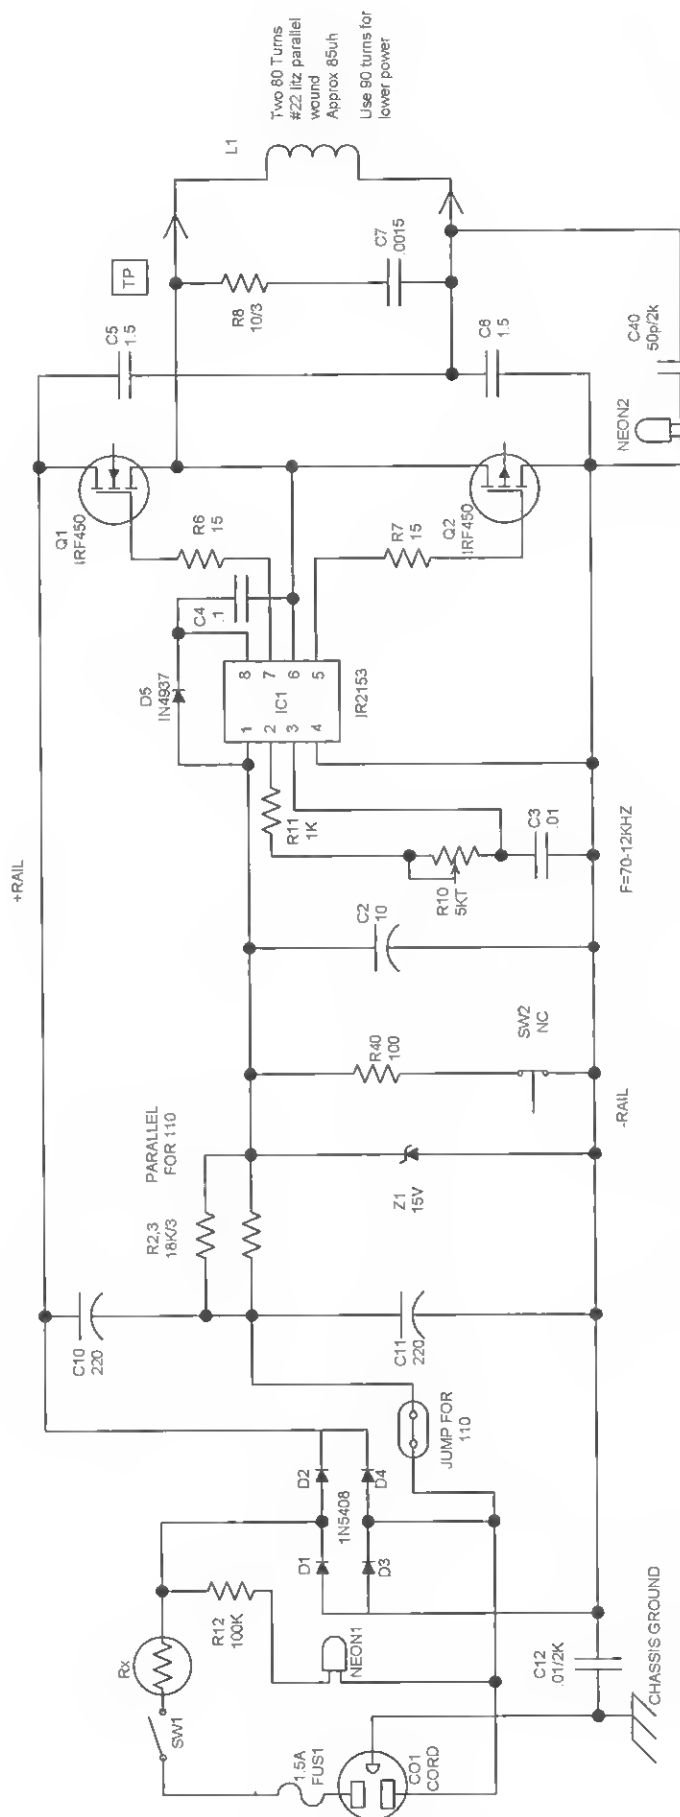 Two 80 Turns
#22 litz parallel
wound
Approx 85uh
Use 90 turns for
lower power
L1
TP
R8
10/3
C7
.0015
C5
1.5
C6
1.5
C40
50p/2k
NEON2
Q1
IRF450
R6
15
R7
15
Q2
IRF450
C4
.1
D5
IN4937
8
7
6
5
IC1
1
2
3
4
IR2153
+RAIL
R11
1K
R10
5KT
C3
.01
F=70-12KHZ
C2
10
R40
100
SW2
NC
-RAIL
PARALLEL
FOR 110
R2,3
18K/3
Z1
15V
C10
220
C11
220
JUMP FOR
110
D2
D4
1N5408
D1
D3
Rx
R12
100K
NEON1
SW1
1.5A
FUS1
CO1
CORD
C12
.01/2K
CHASSIS GROUND